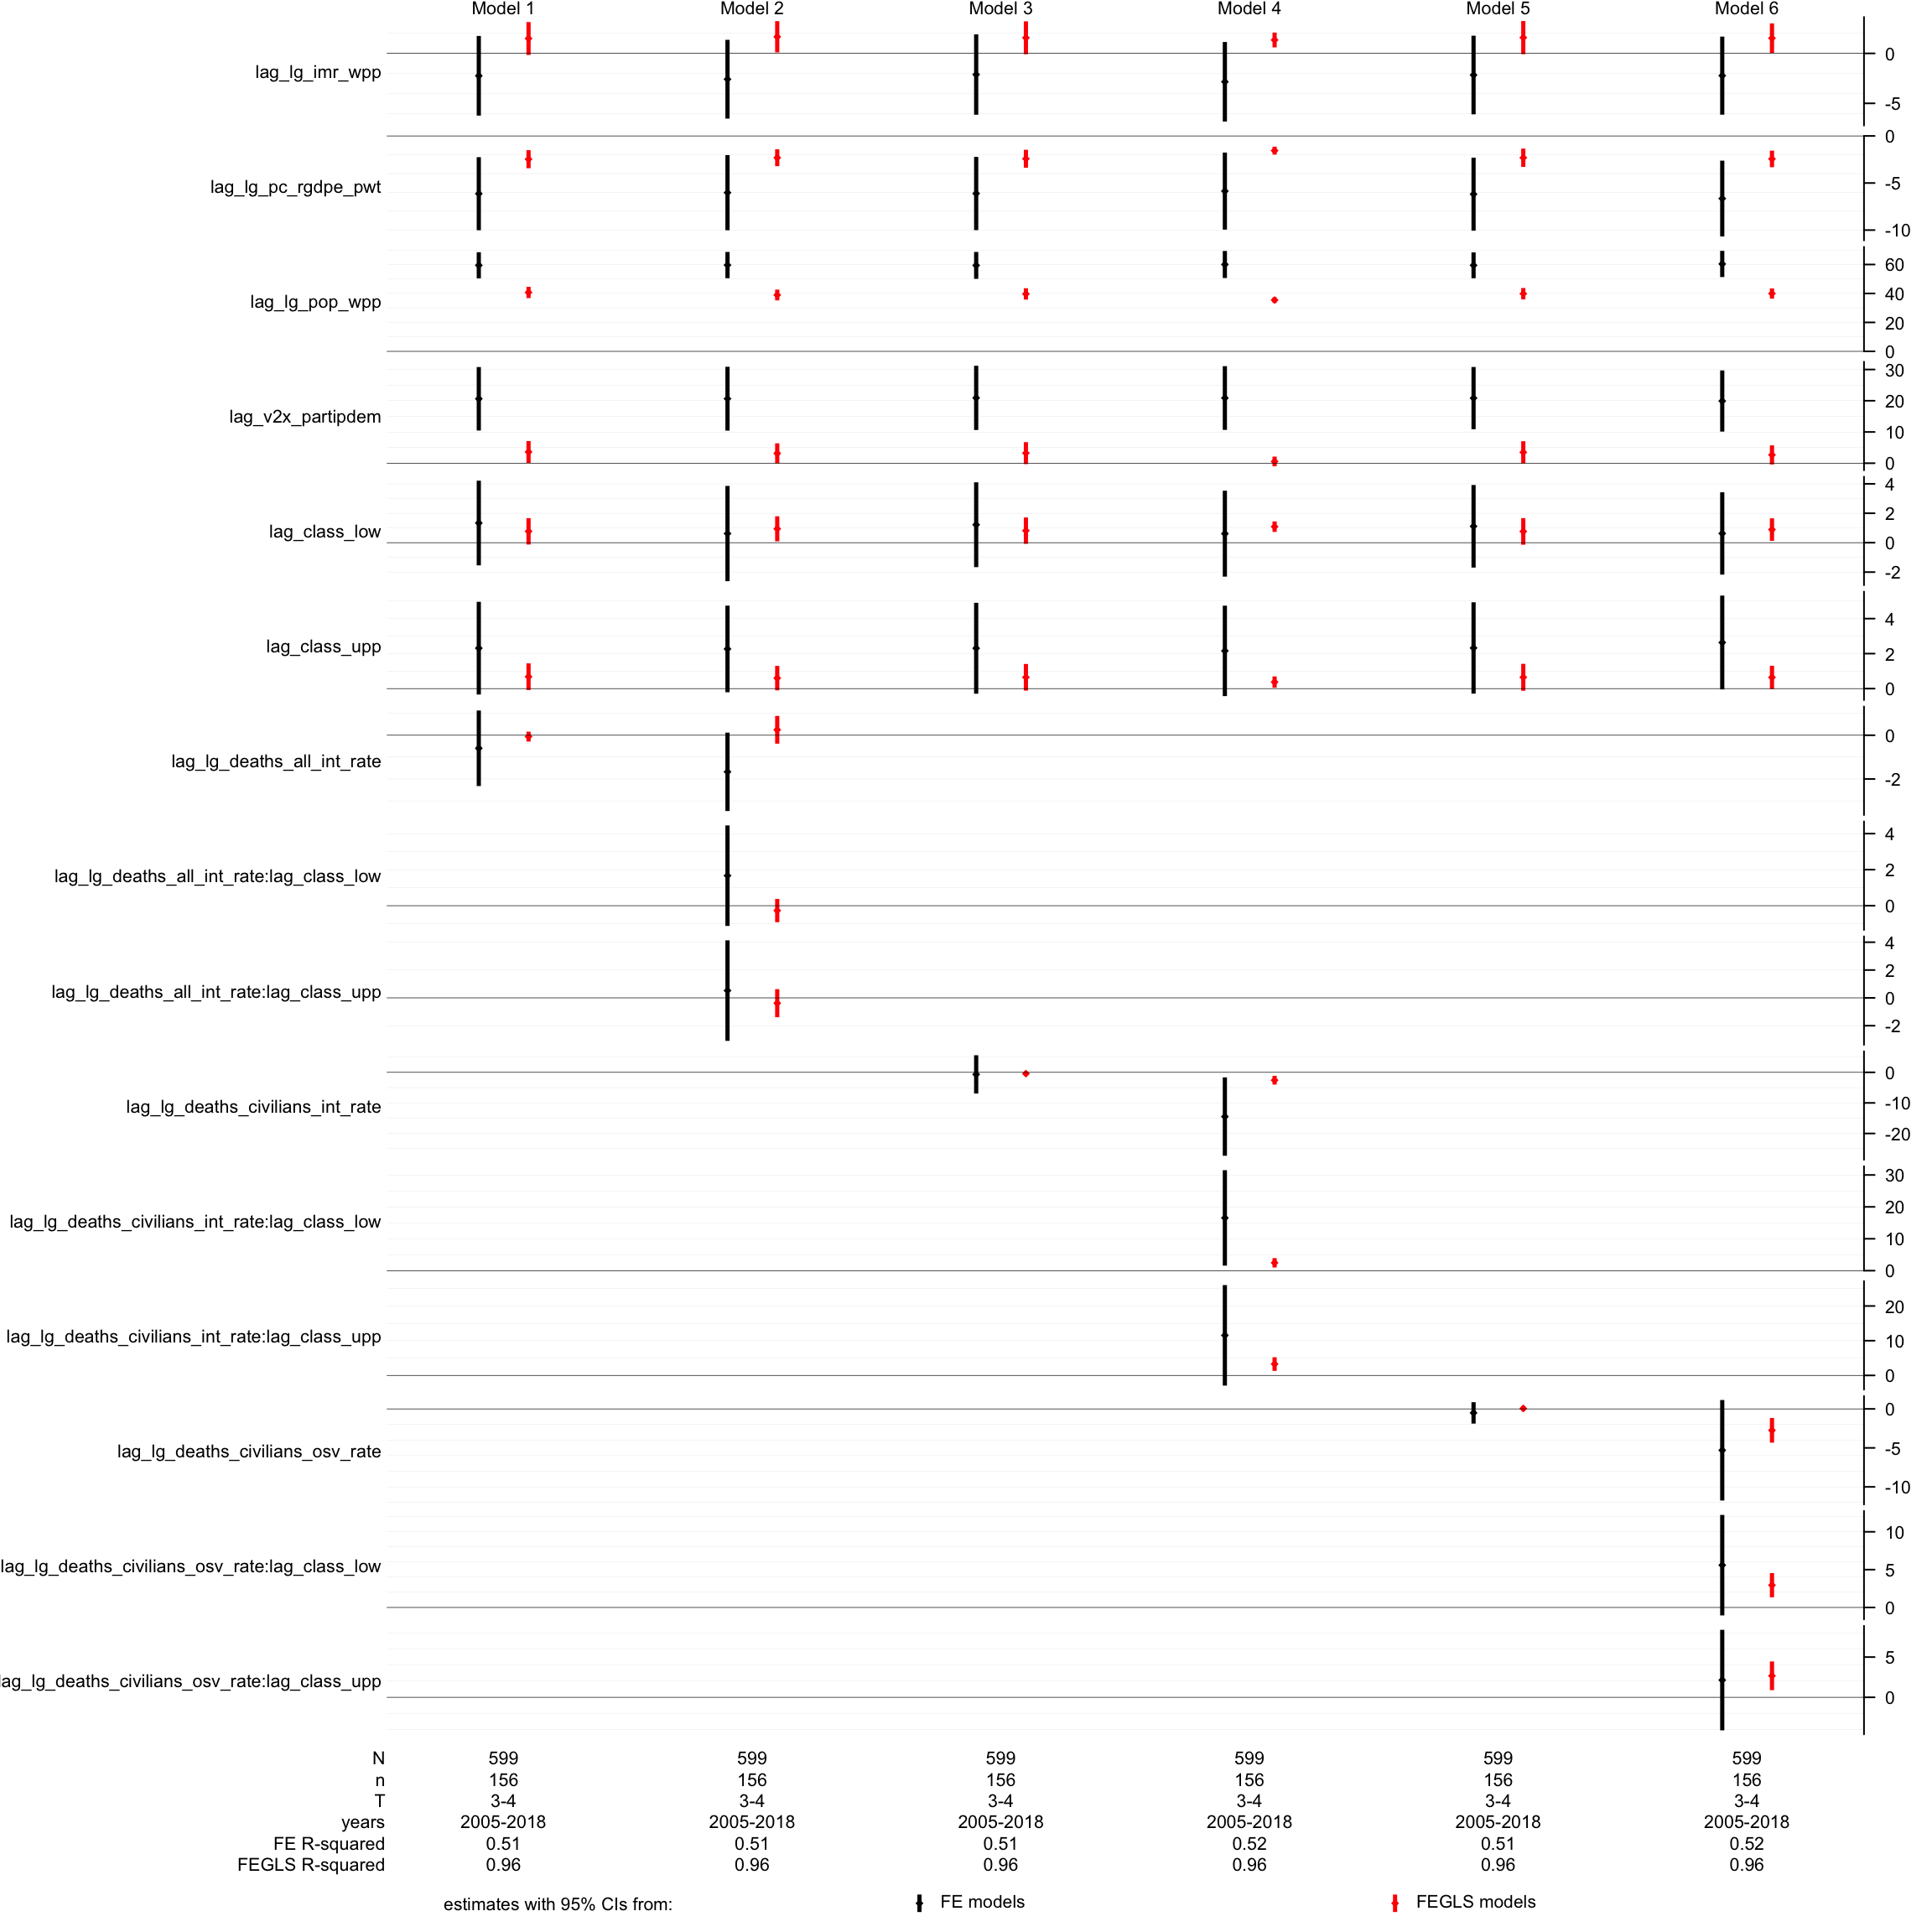 Model 1 Model 2 Model 3 Model 4 Model 5 Model 6
lag_lg_imr_wpp
0
-5
lag_lg_pc_rgdpe_pwt
0
-5
-10
lag_lg_pop_wpp
60
40
20
0
lag_v2x_partipdem
30
20
10
0
lag_class_low
4
2
0
-2
lag_class_upp
4
2
0
lag_lg_deaths_all_int_rate
0
-2
lag_lg_deaths_all_int_rate:lag_class_low
4
2
0
lag_lg_deaths_all_int_rate:lag_class_upp
4
2
0
-2
lag_lg_deaths_civilians_int_rate
0
-10
-20
lag_lg_deaths_civilians_int_rate:lag_class_low
30
20
10
0
lag_lg_deaths_civilians_int_rate:lag_class_upp
20
10
0
lag_lg_deaths_civilians_osv_rate
0
-5
-10
lag_lg_deaths_civilians_osv_rate:lag_class_low
10
5
0
lag_lg_deaths_civilians_osv_rate:lag_class_upp
5
0
N 599 599 599 599 599 599
n 156 156 156 156 156 156
T 3-4 3-4 3-4 3-4 3-4 3-4
years 2005-2018 2005-2018 2005-2018 2005-2018 2005-2018 2005-2018
FE R-squared 0.51 0.51 0.51 0.52 0.51 0.52
FEGLS R-squared 0.96 0.96 0.96 0.96 0.96 0.96
estimates with 95% CIs from: FE models FEGLS models